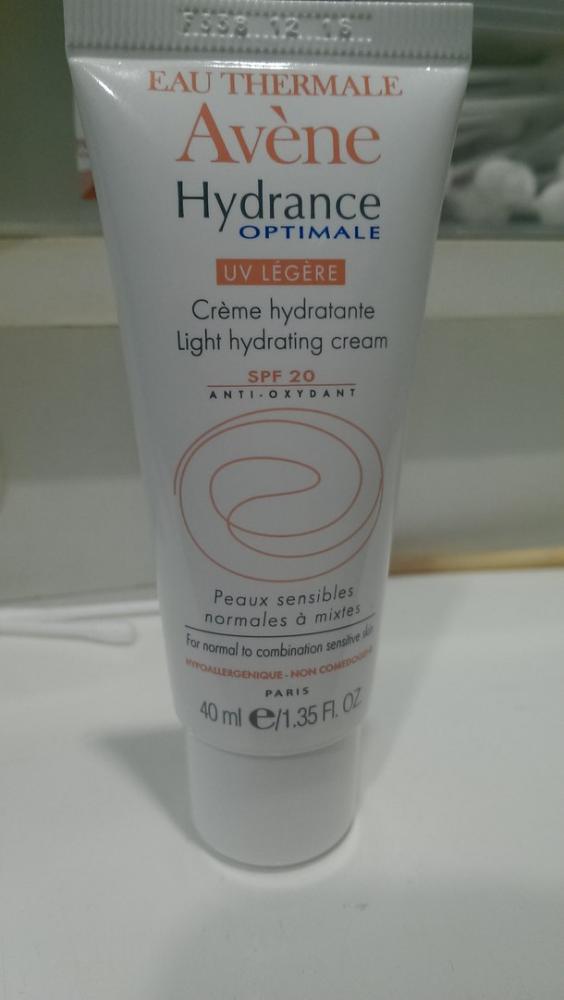 EAU THERMALE
Avène
Hydrance
OPTIMALE
UV LÉGÈRE
Crème hydratante
Light hydrating cream
SPF 20
ANTI-OXYDANT
Peaux sensibles
normales à mixtes
For normal to combination sensitive skin
HYPOALLERGENIQUE - NON
PARIS
40 ml e/1.35 Fl. OZ.